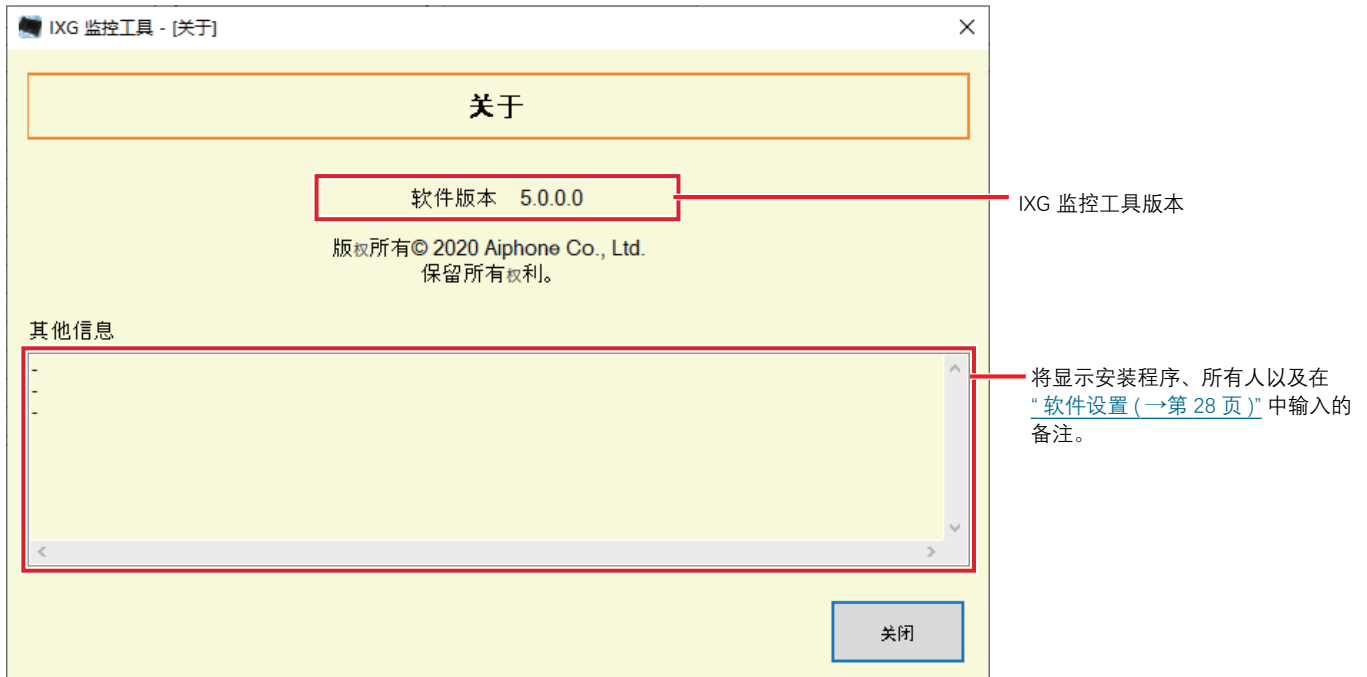 IXG 监控工具 - [关于]
关于
软件版本 5.0.0.0
IXG 监控工具版本
版权所有© 2020 Aiphone Co., Ltd.
保留所有权利。
其他信息
-
-
-
将显示安装程序、所有人以及在
“ 软件设置 ( →第 28 页 )” 中输入的
备注。
关闭